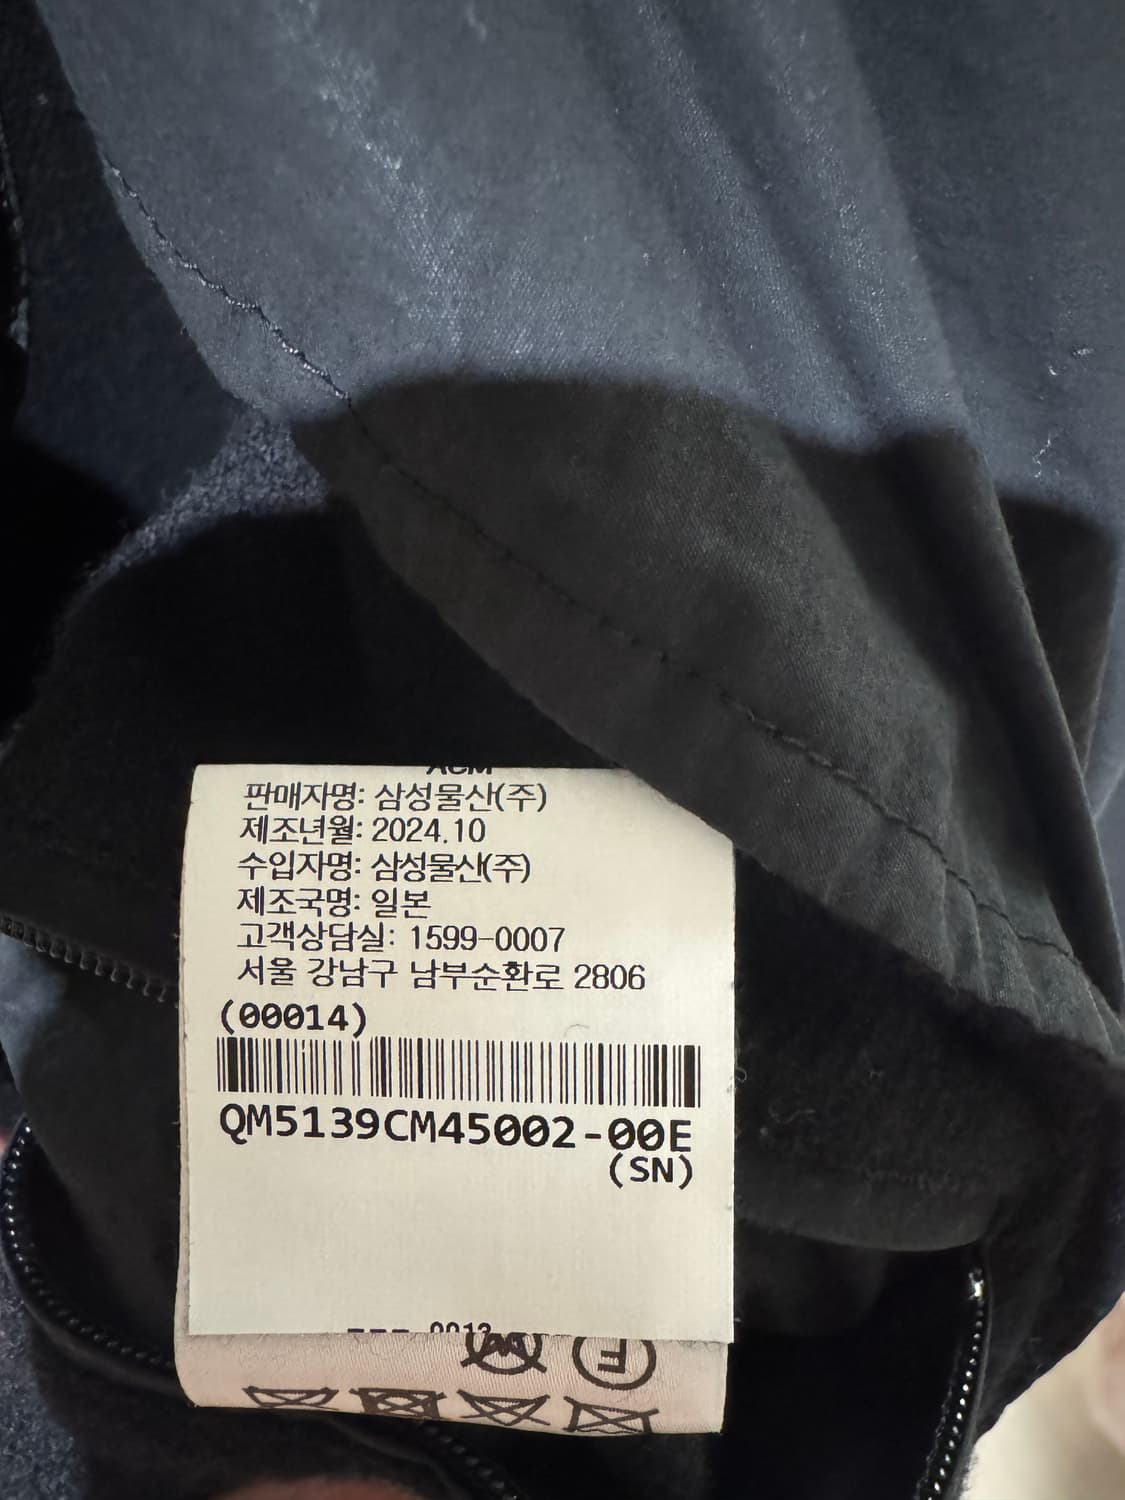 판매자명: 삼성물산(주)
제조년월: 2024.10
수입자명: 삼성물산(주)
제조국명: 일본
고객상담실: 1599-0007
서울 강남구 남부순환로 2806
(00014)
QM5139CM45002-00E
(SN)
F